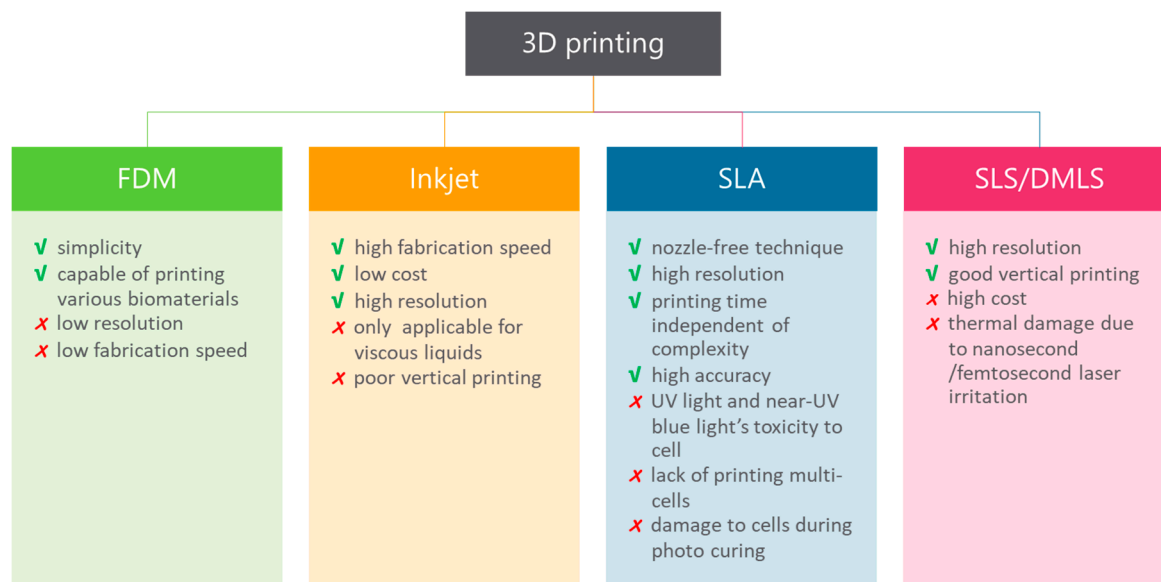 3D printing
FDM
√ simplicity
√ capable of printing
various biomaterials
✗ low resolution
✗ low fabrication speed
Inkjet
√ high fabrication speed
√ low cost
√ high resolution
✗ only applicable for
viscous liquids
✗ poor vertical printing
SLA
√ nozzle-free technique
√ high resolution
√ printing time
independent of
complexity
√ high accuracy
✗ UV light and near-UV
blue light’s toxicity to
cell
✗ lack of printing multi-
cells
✗ damage to cells during
photo curing
SLS/DMLS
√ high resolution
√ good vertical printing
✗ high cost
✗ thermal damage due
to nanosecond
/femtosecond laser
irritation